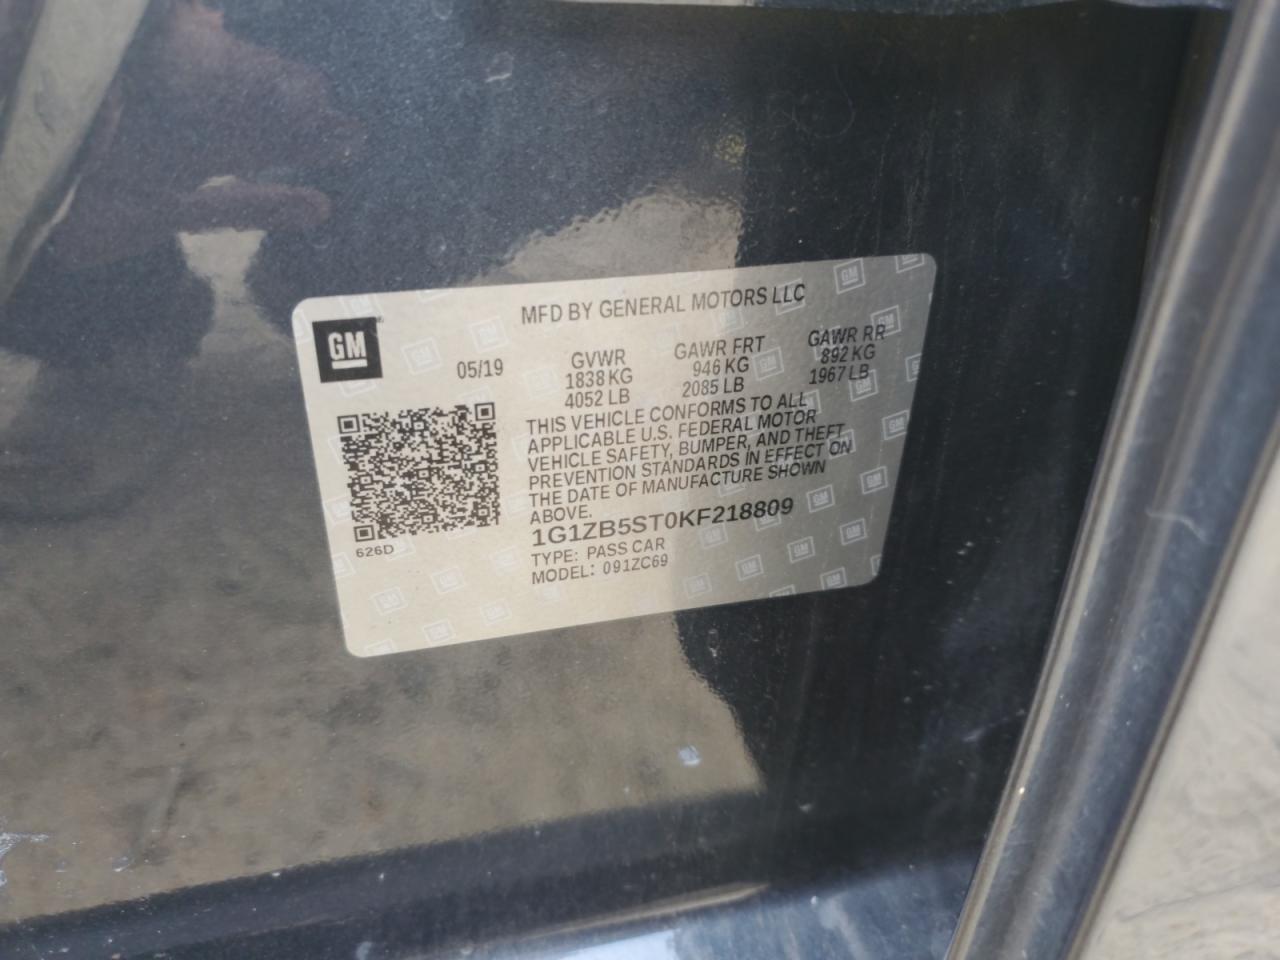 MFD BY GENERAL MOTORS LLC
GM
05/19
GVWR
1838 KG
4052 LB
GAWR FRT
946 KG
2085 LB
GAWR RR
892 KG
1967 LB
THIS VEHICLE CONFORMS TO ALL
APPLICABLE U.S. FEDERAL MOTOR
VEHICLE SAFETY, BUMPER, AND THEFT
PREVENTION STANDARDS IN EFFECT ON
THE DATE OF MANUFACTURE SHOWN
ABOVE.
1G1ZB5ST0KF218809
TYPE: PASS CAR
MODEL: 091ZC69
626D